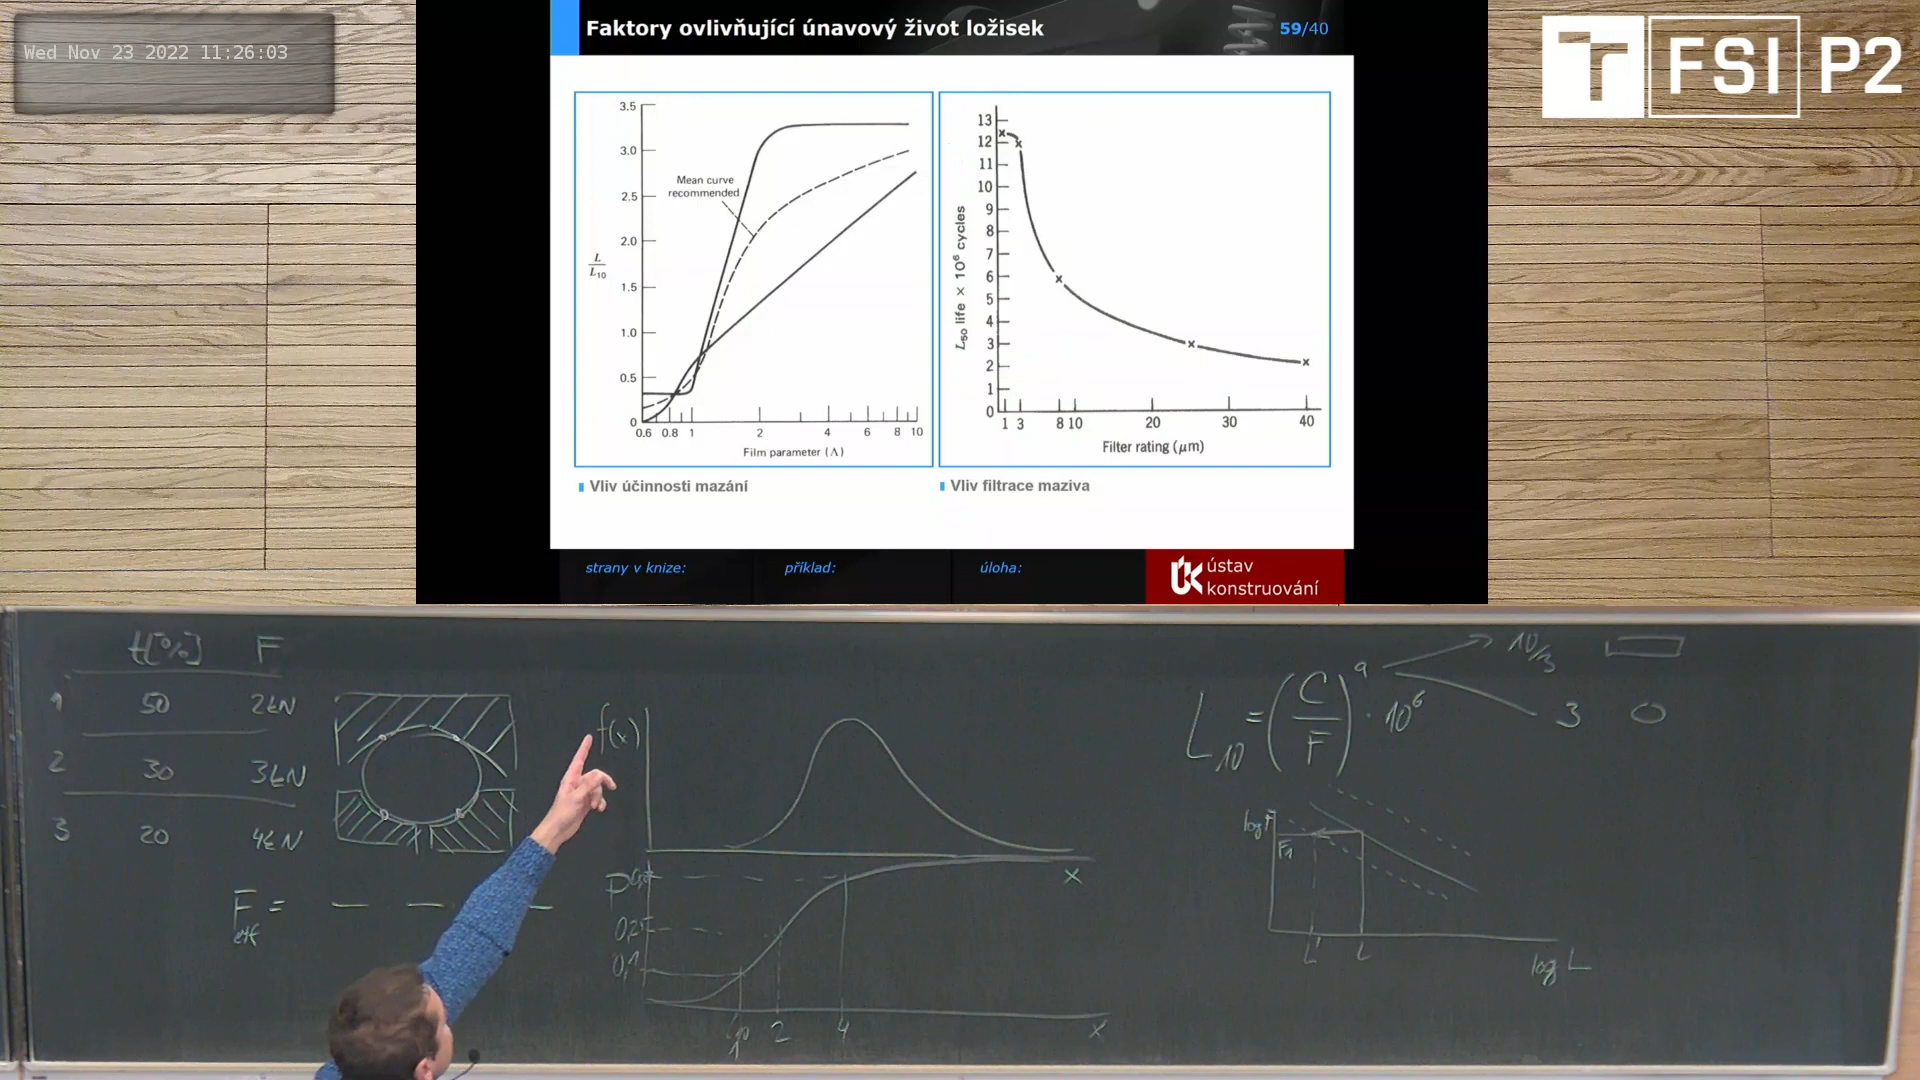 Wed Nov 23 2022 11:26:03
Faktory ovlivňující únavový život ložisek
59/40
T FSI P2
3.5
3.0
2.5
2.0
1.5
1.0
0.5
0
L
L10
Mean curve
recommended
0.6 0.8 1 2 4 6 8 10
Film parameter (Λ)
13
12
11
10
9
8
7
6
5
4
3
2
1
0
L50 life × 10⁶ cycles
1 3 8 10 20 30 40
Filter rating (μm)
Vliv účinnosti mazání
Vliv filtrace maziva
strany v knize:
příklad:
úloha:
ústav
konstruování
t[%] F
1 50 2kN
2 30 3kN
3 20 4kN
F eff =
f(x)
x
P
0,1
2 4 x
L10 = (C/F)^a · 10⁶
10/3
3
log F
F1
L' L
log L